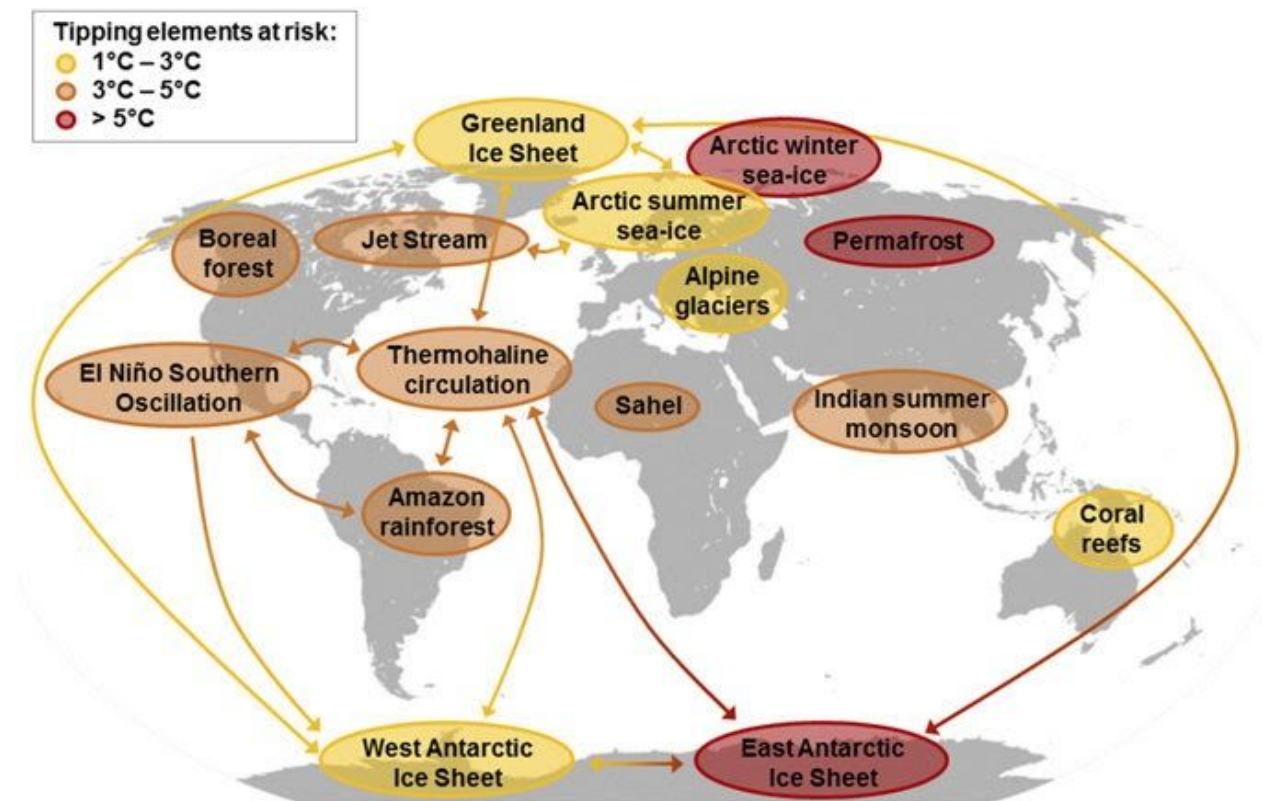 Tipping elements at risk:
1°C – 3°C
3°C – 5°C
> 5°C
Greenland
Ice Sheet
Arctic winter
sea-ice
Arctic summer
sea-ice
Boreal
forest
Jet Stream
Permafrost
Alpine
glaciers
El Niño Southern
Oscillation
Thermohaline
circulation
Sahel
Indian summer
monsoon
Amazon
rainforest
Coral
reefs
West Antarctic
Ice Sheet
East Antarctic
Ice Sheet